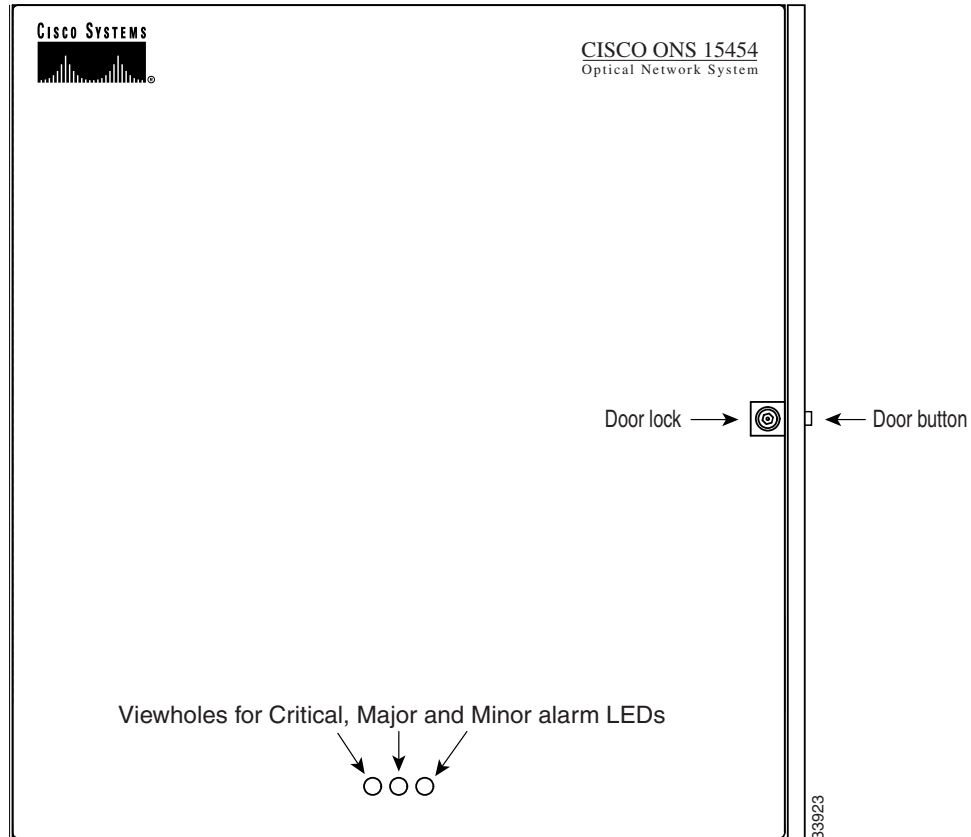 CISCO SYSTEMS
®
CISCO ONS 15454
Optical Network System
Door lock
Door button
Viewholes for Critical, Major and Minor alarm LEDs
33923